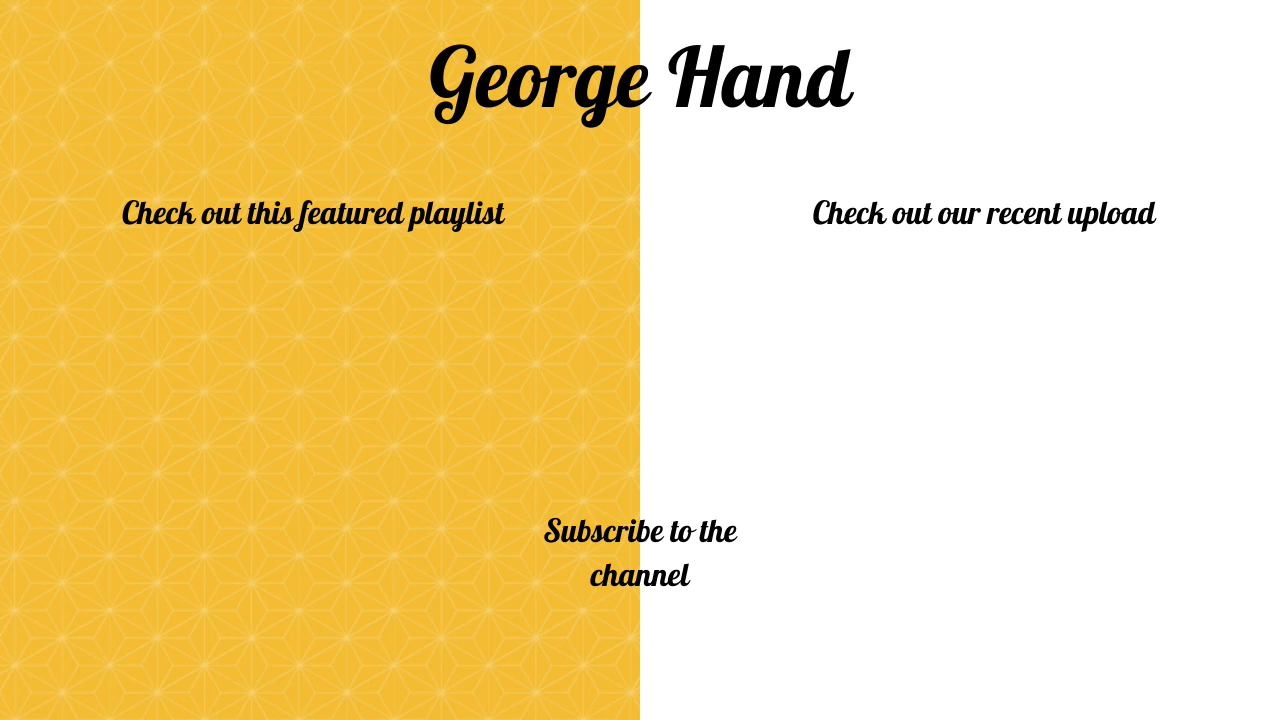 George Hand
Check out this featured playlist
Check out our recent upload
Subscribe to the
channel